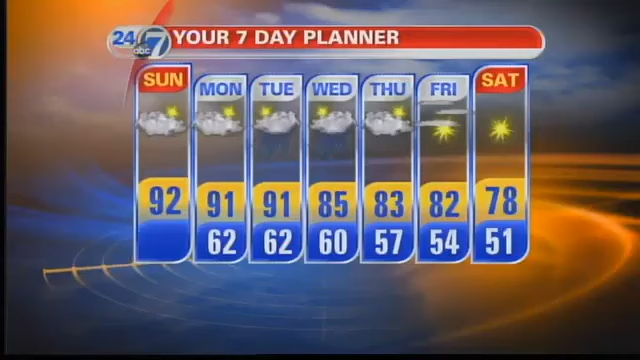 24 abc 7 YOUR 7 DAY PLANNER
SUN MON TUE WED THU FRI SAT
92 91 91 85 83 82 78
62 62 60 57 54 51